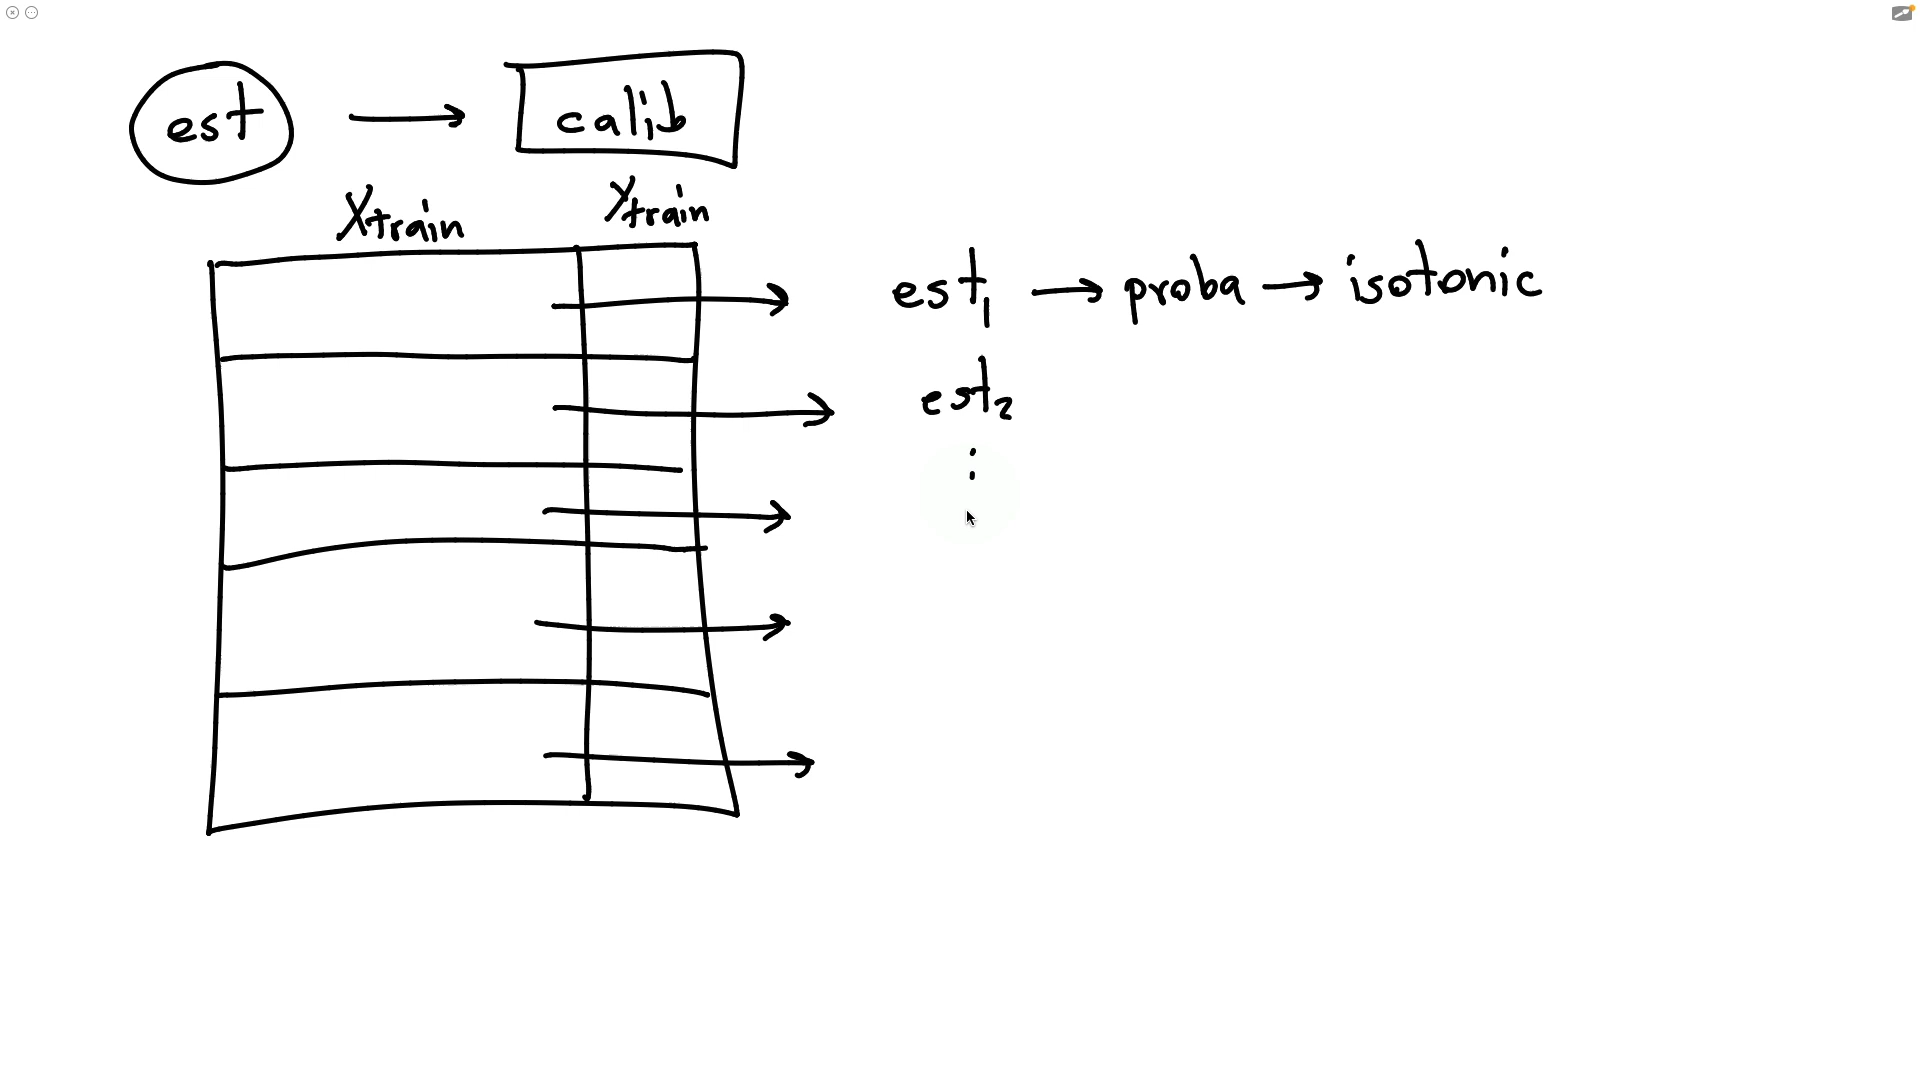 est → calib
Xtrain Ytrain
est1 → proba → isotonic
est2
⋮